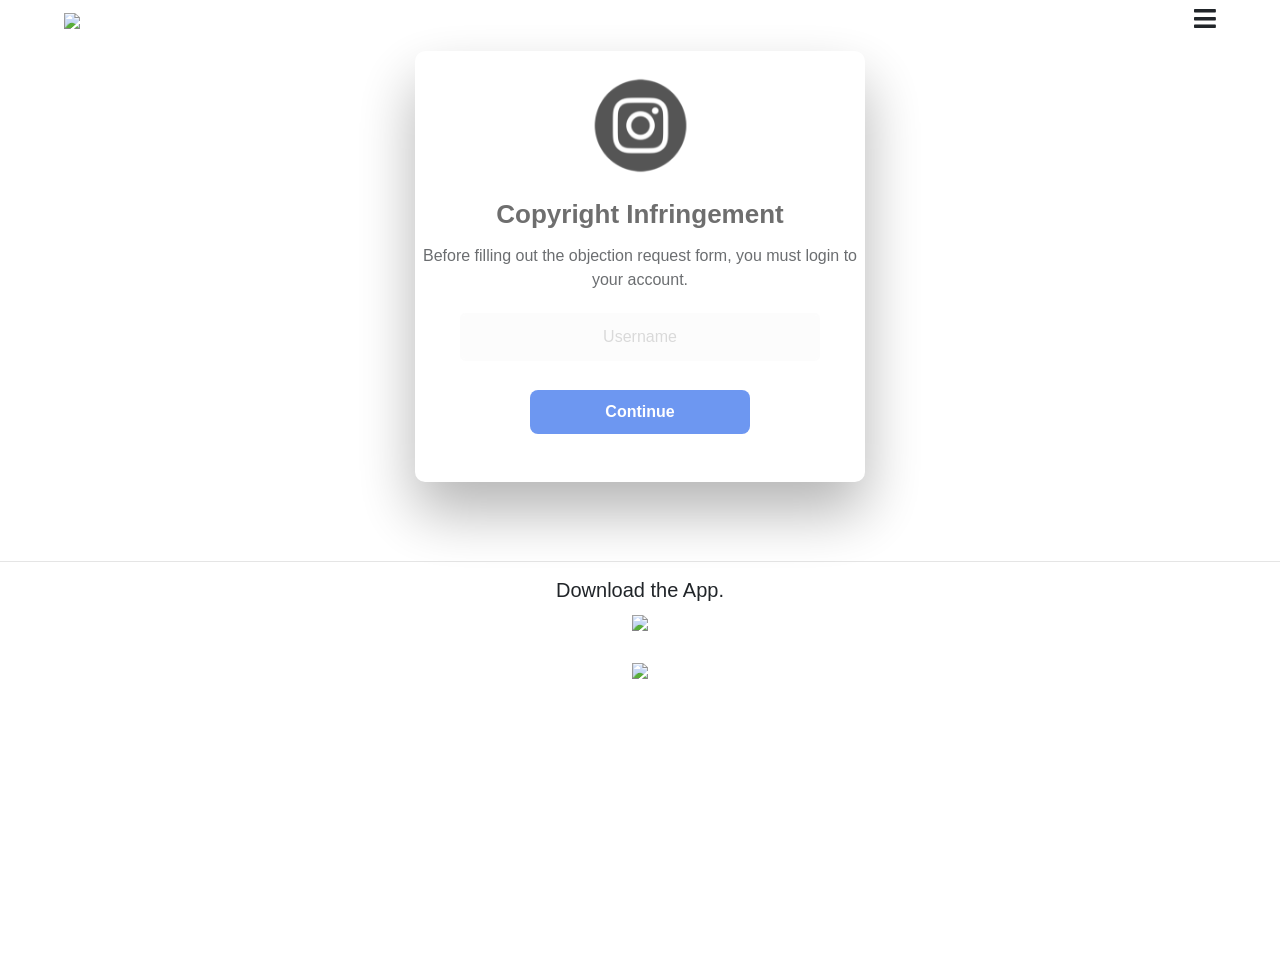 Copyright Infringement
Before filling out the objection request form, you must login to
your account.
Username
Continue
Download the App.